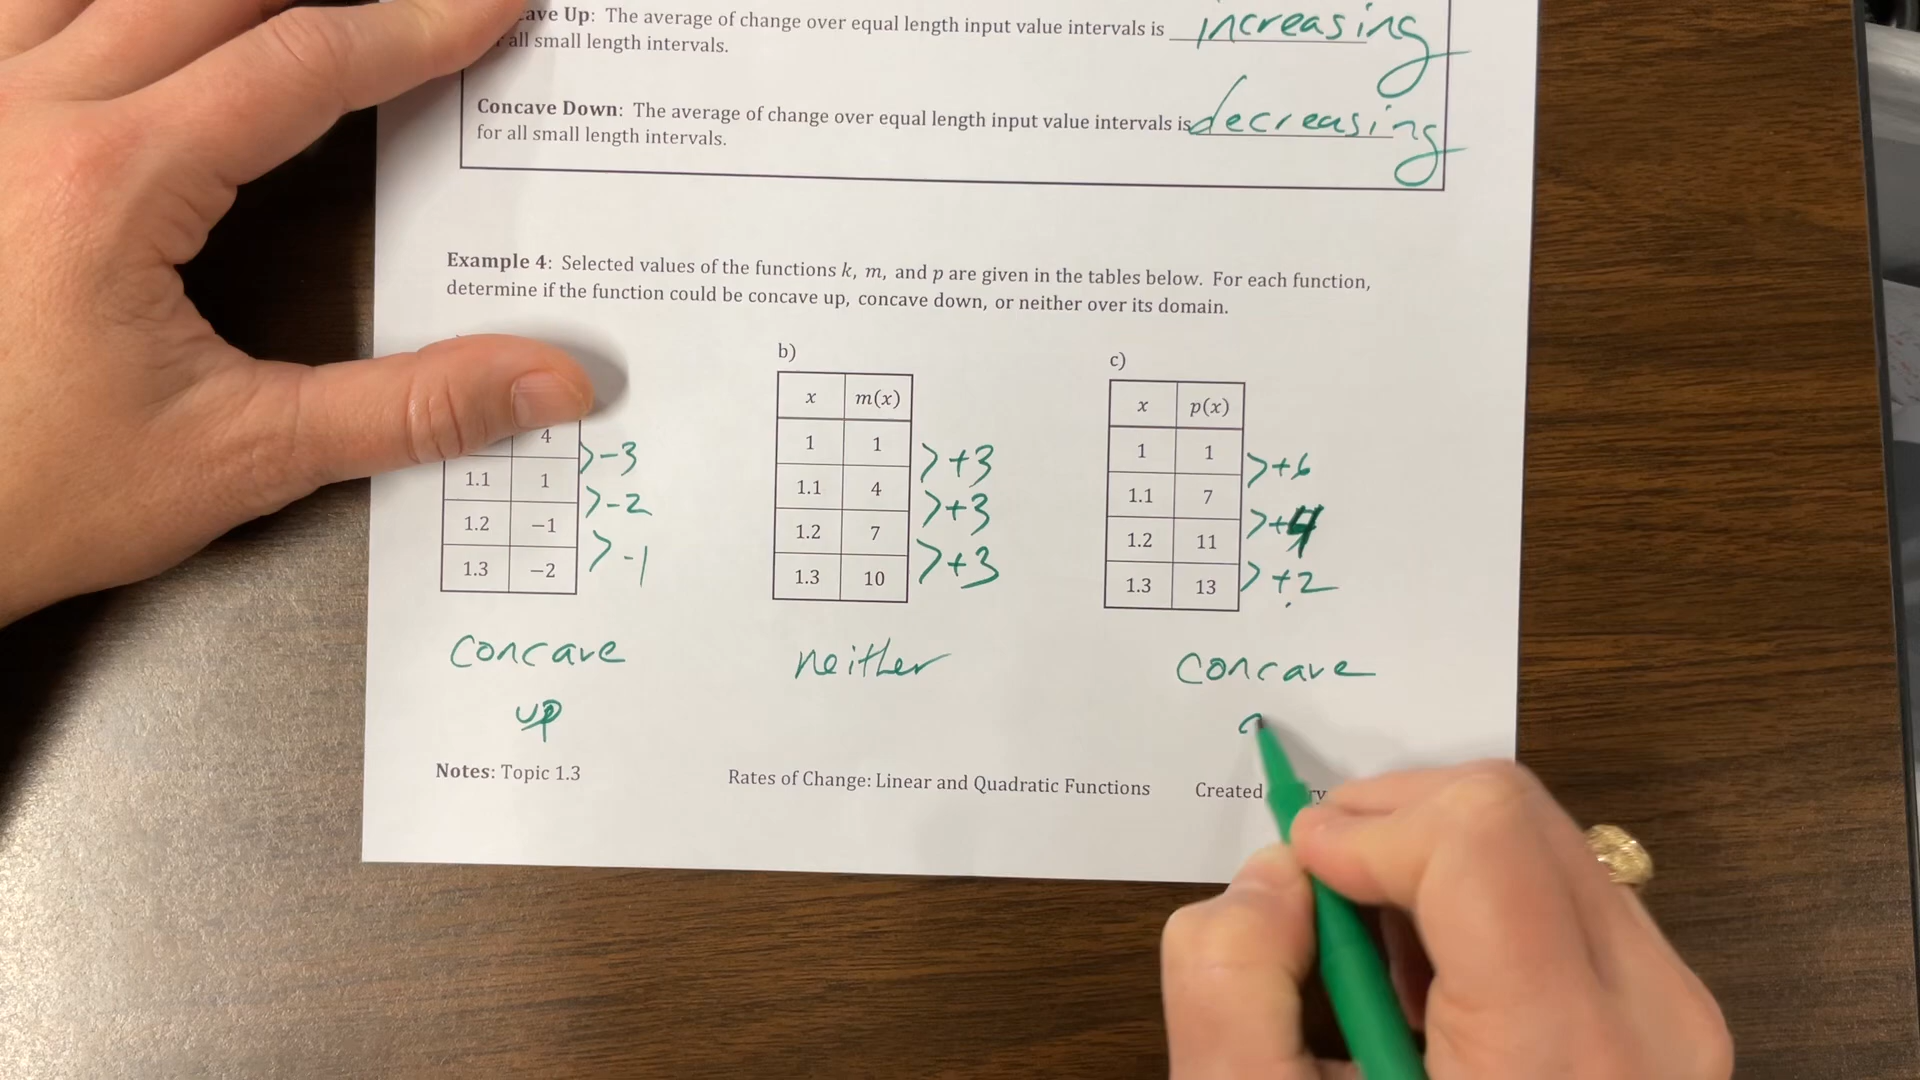 ave Up: The average of change over equal length input value intervals is increasing
all small length intervals.
Concave Down: The average of change over equal length input value intervals is decreasing
for all small length intervals.
Example 4: Selected values of the functions k, m, and p are given in the tables below. For each function,
determine if the function could be concave up, concave down, or neither over its domain.
4
1.1 1
1.2 −1
1.3 −2
>-3
>-2
>-1
concave
up
b)
x m(x)
1 1
1.1 4
1.2 7
1.3 10
>+3
>+3
>+3
neither
c)
x p(x)
1 1
1.1 7
1.2 11
1.3 13
>+6
>+4
>+2
concave
Notes: Topic 1.3 Rates of Change: Linear and Quadratic Functions Created